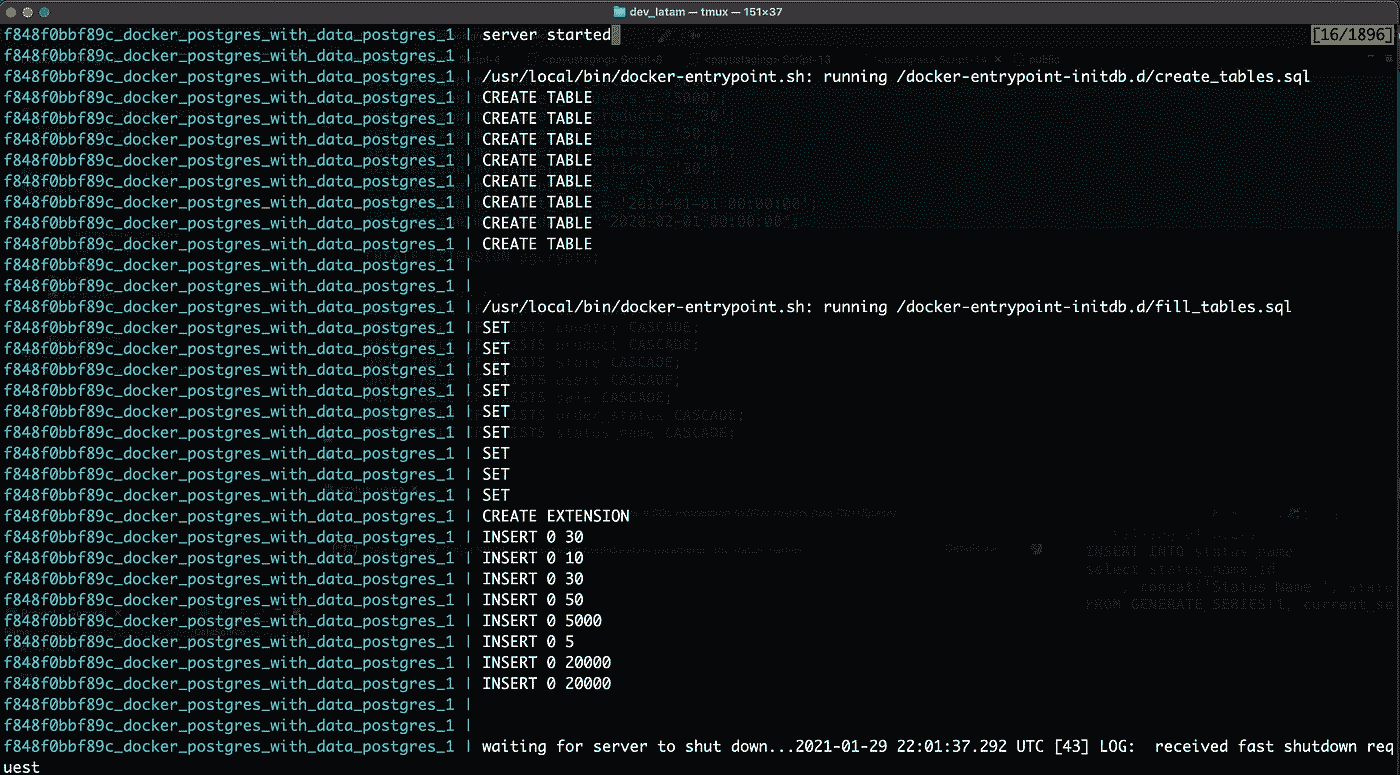 dev_latam — tmux — 151×37
f848f0bbf89c_docker_postgres_with_data_postgres_1 | server started [16/1896]
f848f0bbf89c_docker_postgres_with_data_postgres_1 |
f848f0bbf89c_docker_postgres_with_data_postgres_1 | /usr/local/bin/docker-entrypoint.sh: running /docker-entrypoint-initdb.d/create_tables.sql
f848f0bbf89c_docker_postgres_with_data_postgres_1 | CREATE TABLE
f848f0bbf89c_docker_postgres_with_data_postgres_1 | CREATE TABLE
f848f0bbf89c_docker_postgres_with_data_postgres_1 | CREATE TABLE
f848f0bbf89c_docker_postgres_with_data_postgres_1 | CREATE TABLE
f848f0bbf89c_docker_postgres_with_data_postgres_1 | CREATE TABLE
f848f0bbf89c_docker_postgres_with_data_postgres_1 | CREATE TABLE
f848f0bbf89c_docker_postgres_with_data_postgres_1 | CREATE TABLE
f848f0bbf89c_docker_postgres_with_data_postgres_1 | CREATE TABLE
f848f0bbf89c_docker_postgres_with_data_postgres_1 |
f848f0bbf89c_docker_postgres_with_data_postgres_1 |
f848f0bbf89c_docker_postgres_with_data_postgres_1 | /usr/local/bin/docker-entrypoint.sh: running /docker-entrypoint-initdb.d/fill_tables.sql
f848f0bbf89c_docker_postgres_with_data_postgres_1 | SET
f848f0bbf89c_docker_postgres_with_data_postgres_1 | SET
f848f0bbf89c_docker_postgres_with_data_postgres_1 | SET
f848f0bbf89c_docker_postgres_with_data_postgres_1 | SET
f848f0bbf89c_docker_postgres_with_data_postgres_1 | SET
f848f0bbf89c_docker_postgres_with_data_postgres_1 | SET
f848f0bbf89c_docker_postgres_with_data_postgres_1 | SET
f848f0bbf89c_docker_postgres_with_data_postgres_1 | SET
f848f0bbf89c_docker_postgres_with_data_postgres_1 | SET
f848f0bbf89c_docker_postgres_with_data_postgres_1 | CREATE EXTENSION
f848f0bbf89c_docker_postgres_with_data_postgres_1 | INSERT 0 30
f848f0bbf89c_docker_postgres_with_data_postgres_1 | INSERT 0 10
f848f0bbf89c_docker_postgres_with_data_postgres_1 | INSERT 0 30
f848f0bbf89c_docker_postgres_with_data_postgres_1 | INSERT 0 50
f848f0bbf89c_docker_postgres_with_data_postgres_1 | INSERT 0 5000
f848f0bbf89c_docker_postgres_with_data_postgres_1 | INSERT 0 5
f848f0bbf89c_docker_postgres_with_data_postgres_1 | INSERT 0 20000
f848f0bbf89c_docker_postgres_with_data_postgres_1 | INSERT 0 20000
f848f0bbf89c_docker_postgres_with_data_postgres_1 |
f848f0bbf89c_docker_postgres_with_data_postgres_1 |
f848f0bbf89c_docker_postgres_with_data_postgres_1 | waiting for server to shut down...2021-01-29 22:01:37.292 UTC [43] LOG:  received fast shutdown req
uest